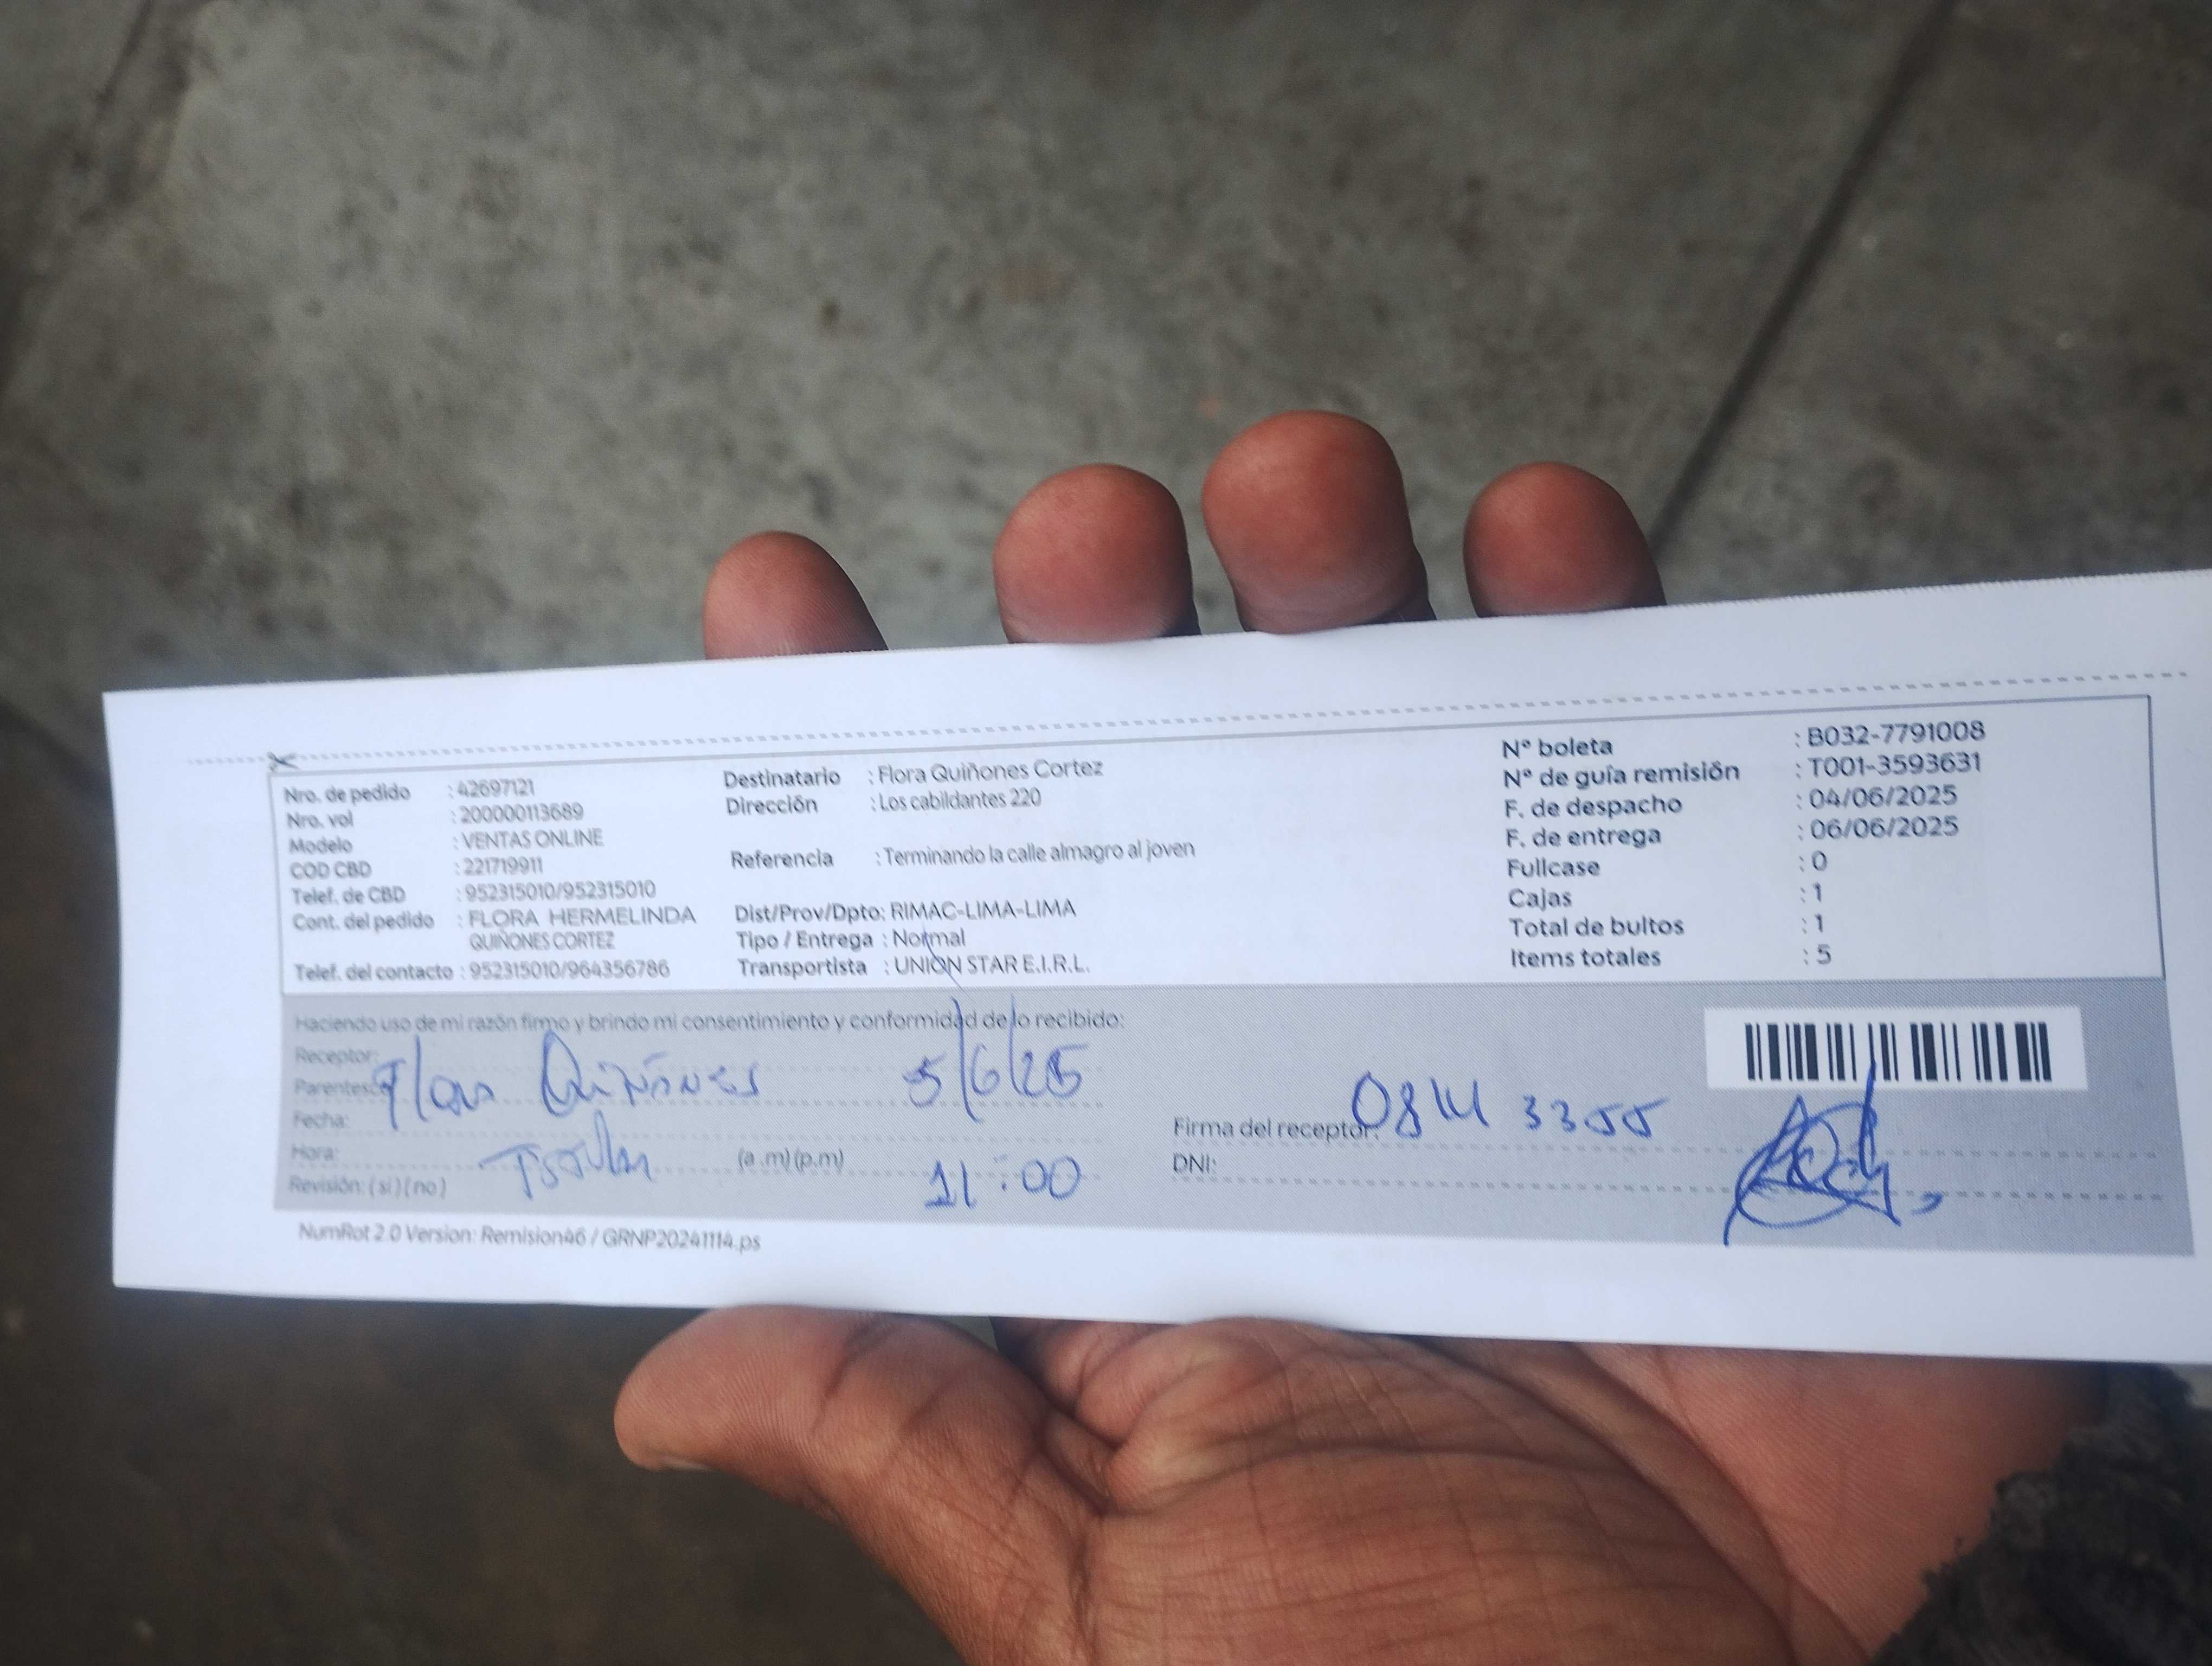 Nro. de pedido : 42697121
Nro. vol : 200000113689
Modelo : VENTAS ONLINE
COD CBD : 221719911
Telef. de CBD : 952315010/952315010
Cont. del pedido : FLORA HERMELINDA
QUIÑONES CORTEZ
Telef. del contacto : 952315010/964356786
Destinatario : Flora Quiñones Cortez
Dirección : Los cabildantes 220
Referencia : Terminando la calle almagro al joven
Dist/Prov/Dpto: RIMAC-LIMA-LIMA
Tipo / Entrega : Normal
Transportista : UNION STAR E.I.R.L.
N° boleta : B032-7791008
N° de guía remisión : T001-3593631
F. de despacho : 04/06/2025
F. de entrega : 06/06/2025
Fullcase : 0
Cajas : 1
Total de bultos : 1
Items totales : 5
Haciendo uso de mi razón firmo y brindo mi consentimiento y conformidad de lo recibido:
Receptor:
Parentesco
Flor Quiñones 5/6/25
Fecha:
Hora: (a.m) (p.m)
11:00
Revisión: ( si ) ( no )
Firma del receptor:
DNI:
NumRot 2.0 Version: Remision46 / GRNP20241114.ps